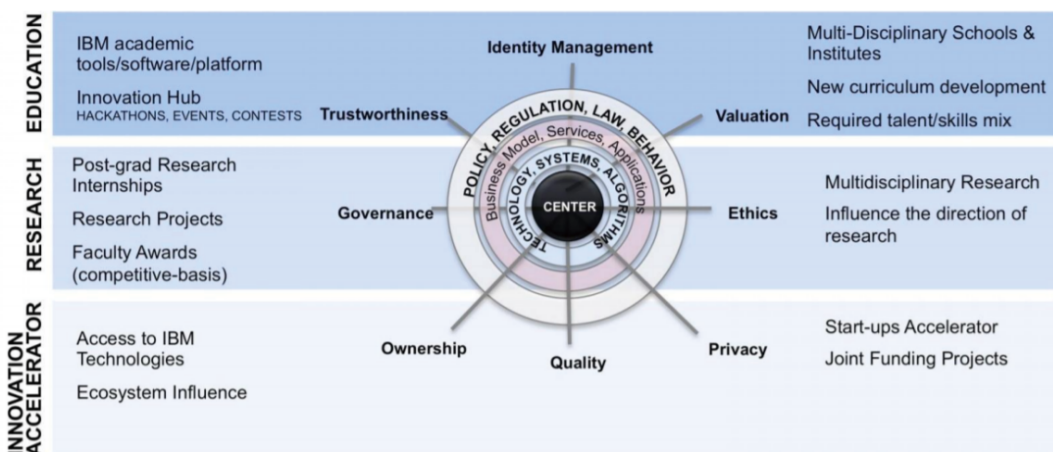 EDUCATION
IBM academic
tools/software/platform
Innovation Hub
HACKATHONS, EVENTS, CONTESTS
Identity Management
Trustworthiness
Valuation
Multi-Disciplinary Schools &
Institutes
New curriculum development
Required talent/skills mix
POLICY, REGULATION, LAW, BEHAVIOR
Business Model, Services, Applications
TECHNOLOGY, SYSTEMS, ALGORITHMS
CENTER
RESEARCH
Post-grad Research
Internships
Research Projects
Faculty Awards
(competitive-basis)
Governance
Ethics
Multidisciplinary Research
Influence the direction of
research
INNOVATION
ACCELERATOR
Access to IBM
Technologies
Ecosystem Influence
Ownership
Quality
Privacy
Start-ups Accelerator
Joint Funding Projects